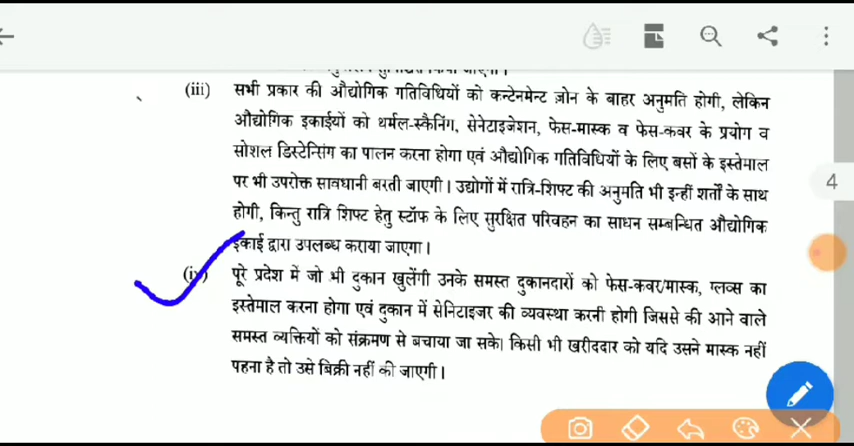 (iii) सभी प्रकार की औद्योगिक गतिविधियों को कन्टेनमेन्ट ज़ोन के बाहर अनुमति होगी, लेकिन
औद्योगिक इकाईयों को थर्मल-स्कैनिंग, सेनेटाइजेशन, फेस-मास्क व फेस-कवर के प्रयोग व
सोशल डिस्टेन्सिंग का पालन करना होगा एवं औद्योगिक गतिविधियों के लिए बसों के इस्तेमाल
पर भी उपरोक्त सावधानी बरती जाएगी। उद्योगों में रात्रि-शिफ्ट की अनुमति भी इन्हीं शर्तों के साथ
4
होगी, किन्तु रात्रि शिफ्ट हेतु स्टॉफ के लिए सुरक्षित परिवहन का साधन सम्बन्धित औद्योगिक
इकाई द्वारा उपलब्ध कराया जाएगा।
(iv) पूरे प्रदेश में जो भी दुकान खुलेंगी उनके समस्त दुकानदारों को फेस-कवर/मास्क, ग्लव्स का
इस्तेमाल करना होगा एवं दुकान में सेनिटाइजर की व्यवस्था करनी होगी जिससे की आने वाले
समस्त व्यक्तियों को संक्रमण से बचाया जा सके। किसी भी खरीददार को यदि उसने मास्क नहीं
पहना है तो उसे बिक्री नहीं की जाएगी।